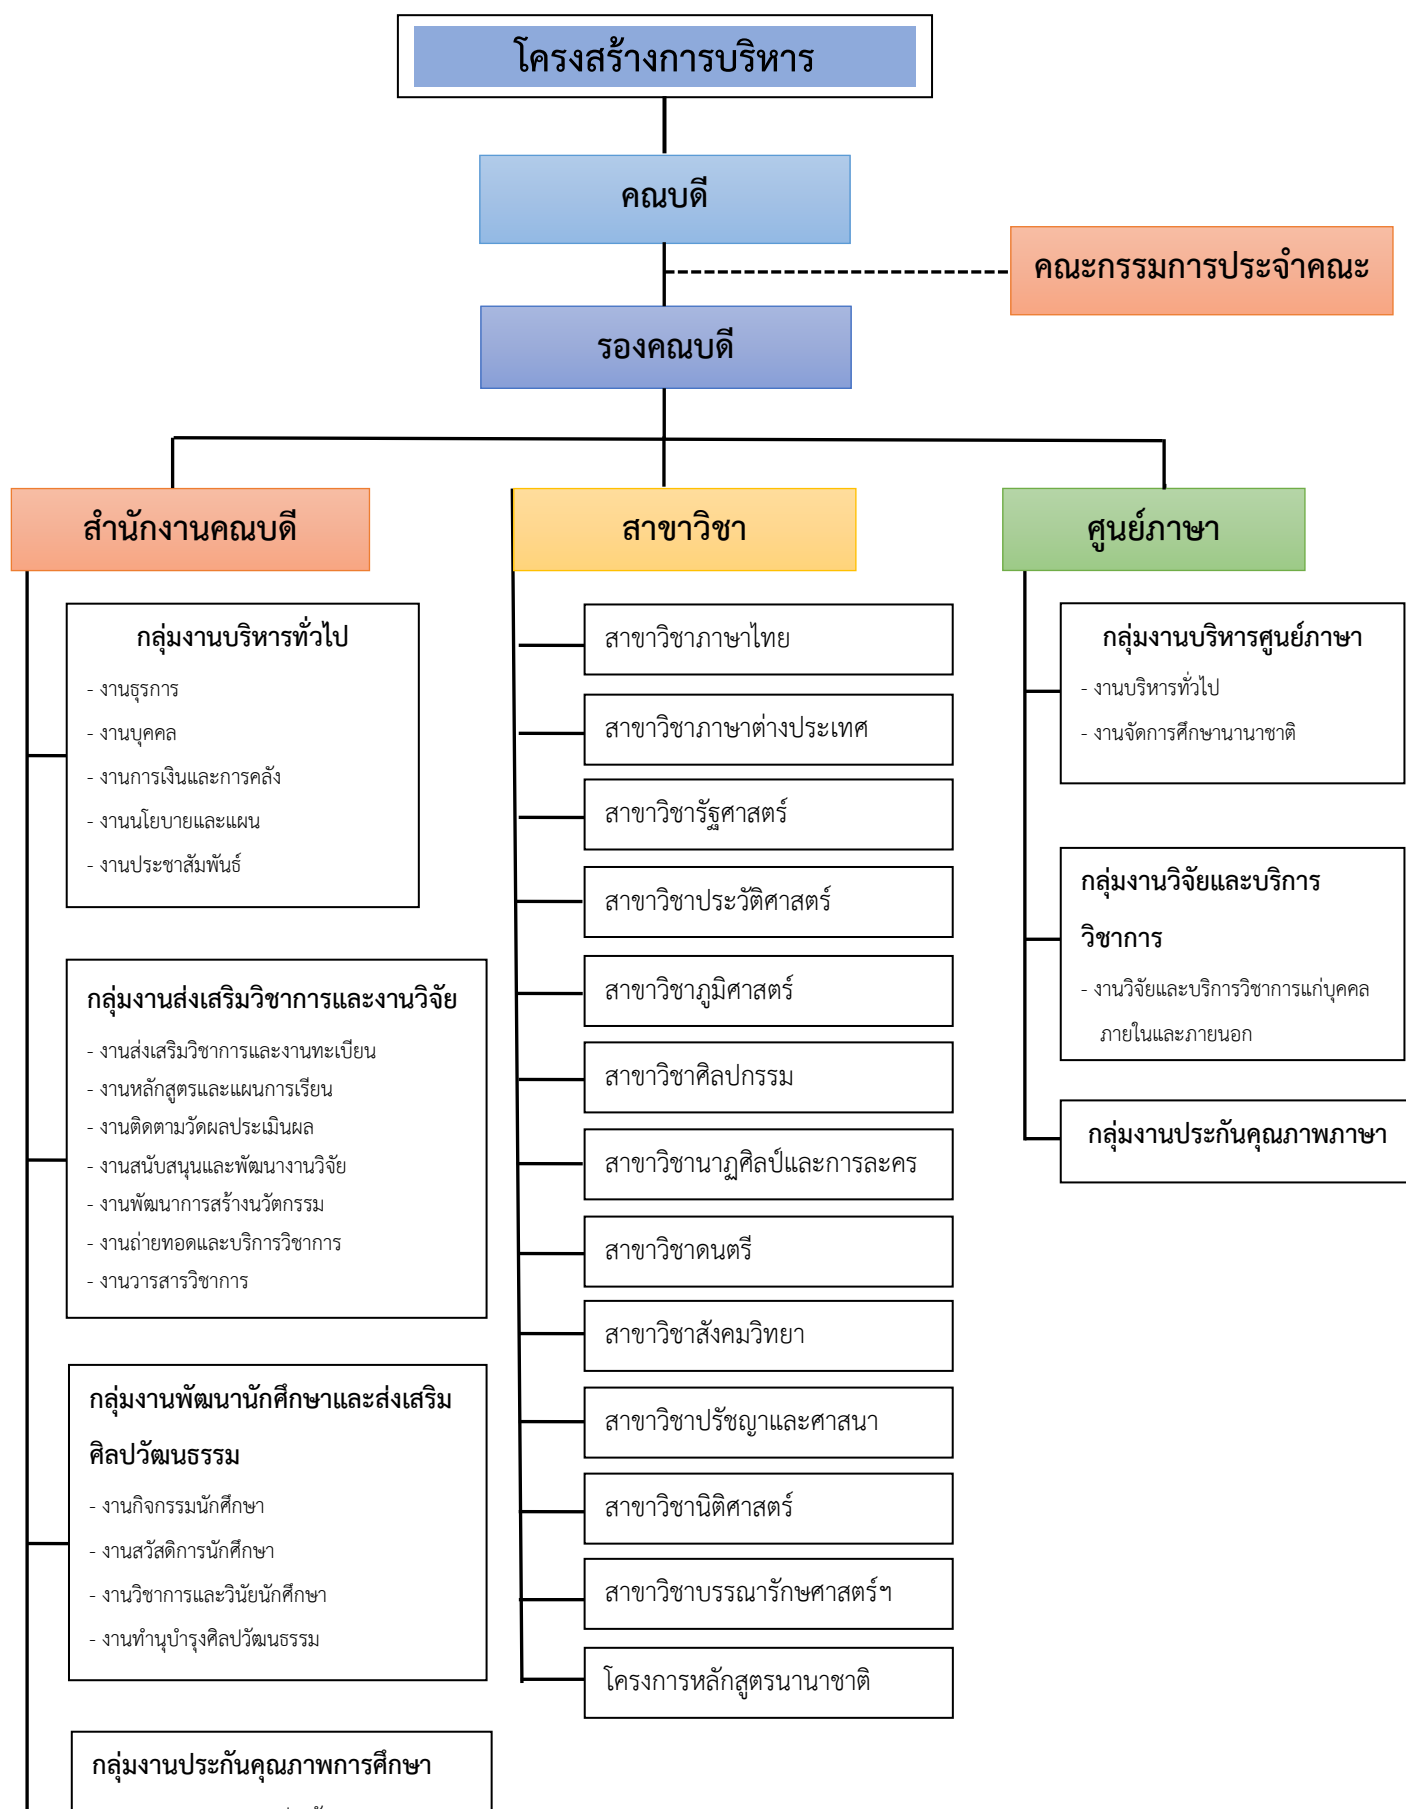 โครงสร้างการบริหาร
คณบดี
คณะกรรมการประจำคณะ
รองคณบดี
สำนักงานคณบดี
กลุ่มงานบริหารทั่วไป
- งานธุรการ
- งานบุคคล
- งานการเงินและการคลัง
- งานนโยบายและแผน
- งานประชาสัมพันธ์
กลุ่มงานส่งเสริมวิชาการและงานวิจัย
- งานส่งเสริมวิชาการและงานทะเบียน
- งานหลักสูตรและแผนการเรียน
- งานติดตามวัดผลประเมินผล
- งานสนับสนุนและพัฒนางานวิจัย
- งานพัฒนาการสร้างนวัตกรรม
- งานถ่ายทอดและบริการวิชาการ
- งานวารสารวิชาการ
กลุ่มงานพัฒนานักศึกษาและส่งเสริม
ศิลปวัฒนธรรม
- งานกิจกรรมนักศึกษา
- งานสวัสดิการนักศึกษา
- งานวิชาการและวินัยนักศึกษา
- งานทำนุบำรุงศิลปวัฒนธรรม
กลุ่มงานประกันคุณภาพการศึกษา
สาขาวิชา
สาขาวิชาภาษาไทย
สาขาวิชาภาษาต่างประเทศ
สาขาวิชารัฐศาสตร์
สาขาวิชาประวัติศาสตร์
สาขาวิชาภูมิศาสตร์
สาขาวิชาศิลปกรรม
สาขาวิชานาฏศิลป์และการละคร
สาขาวิชาดนตรี
สาขาวิชาสังคมวิทยา
สาขาวิชาปรัชญาและศาสนา
สาขาวิชานิติศาสตร์
สาขาวิชาบรรณารักษศาสตร์ฯ
โครงการหลักสูตรนานาชาติ
ศูนย์ภาษา
กลุ่มงานบริหารศูนย์ภาษา
- งานบริหารทั่วไป
- งานจัดการศึกษานานาชาติ
กลุ่มงานวิจัยและบริการ
วิชาการ
- งานวิจัยและบริการวิชาการแก่บุคคล
ภายในและภายนอก
กลุ่มงานประกันคุณภาพภาษา